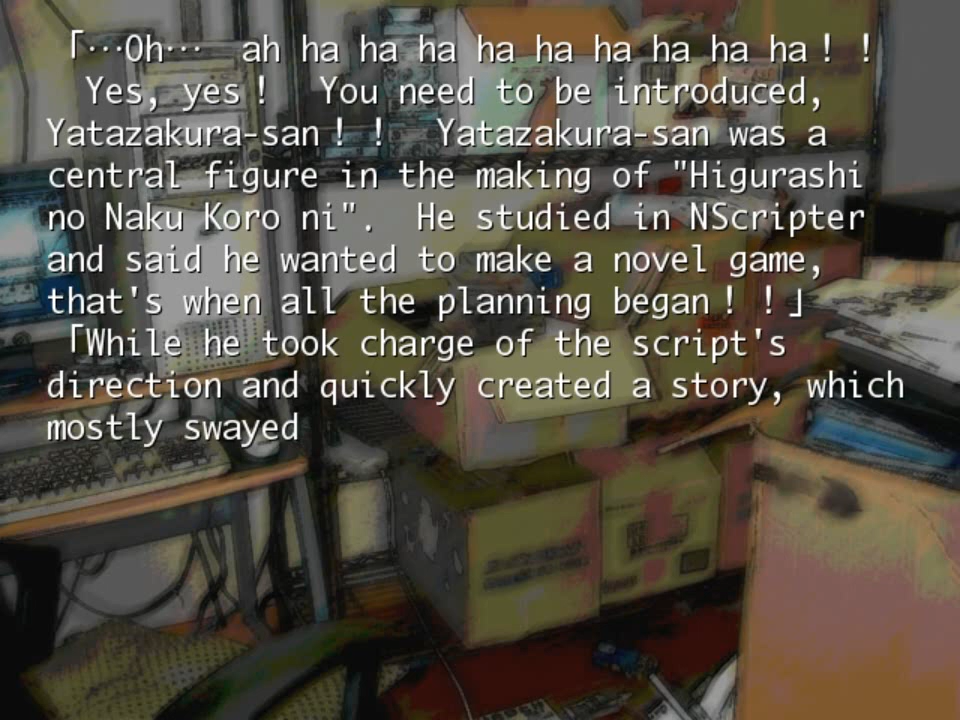 「…Oh…  ah ha ha ha ha ha ha ha ha ha！！
Yes, yes！  You need to be introduced,
Yatazakura-san！！  Yatazakura-san was a
central figure in the making of "Higurashi
no Naku Koro ni".  He studied in NScripter
and said he wanted to make a novel game,
that's when all the planning began！！」
「While he took charge of the script's
direction and quickly created a story, which
mostly swayed